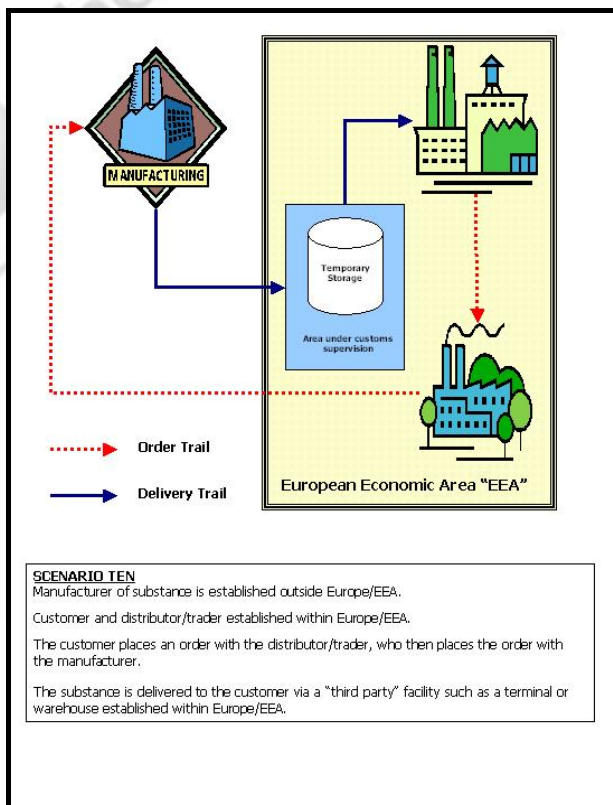 MANUFACTURING
Temporary
Storage
Area under customs
supervision
Order Trail
Delivery Trail
European Economic Area “EEA”
SCENARIO TEN
Manufacturer of substance is established outside Europe/EEA.
Customer and distributor/trader established within Europe/EEA.
The customer places an order with the distributor/trader, who then places the order with
the manufacturer.
The substance is delivered to the customer via a “third party” facility such as a terminal or
warehouse established within Europe/EEA.